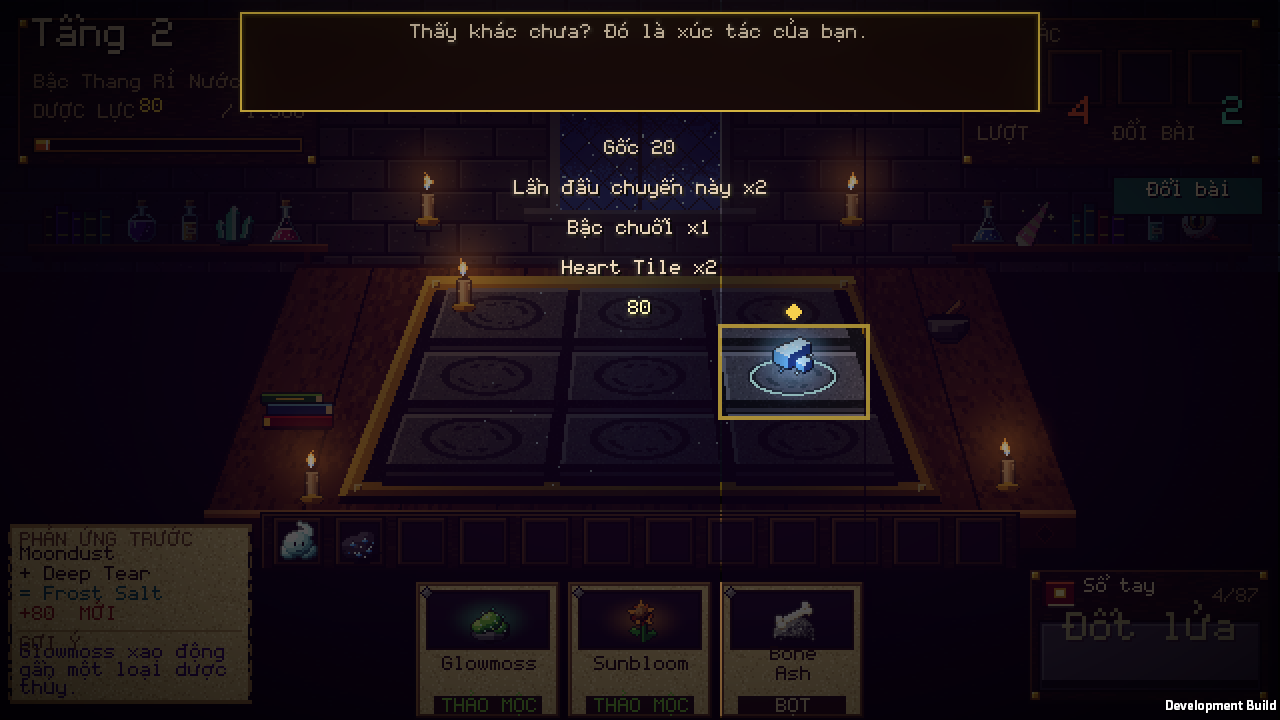 Thấy khác chưa? Đó là xúc tác của bạn.
Tầng 2
Bậc Thang Rỉ Nước
DƯỢC LỰC 80 / 1.500
LƯỢT 4 ĐỔI BÀI 2
Đổi bài
Gốc 20
Lần đầu chuyến này x2
Bậc chuỗi x1
Heart Tile x2
80
PHẢN ỨNG TRƯỚC
Moondust
+ Deep Tear
= Frost Salt
+80 MỚI
GỢI Ý
Glowmoss xao động
gần một loại dược
thủy.
Glowmoss
THẢO MỘC
Sunbloom
THẢO MỘC
Bone
Ash
BỘT
Sổ tay
4/87
Đốt lửa
Development Build